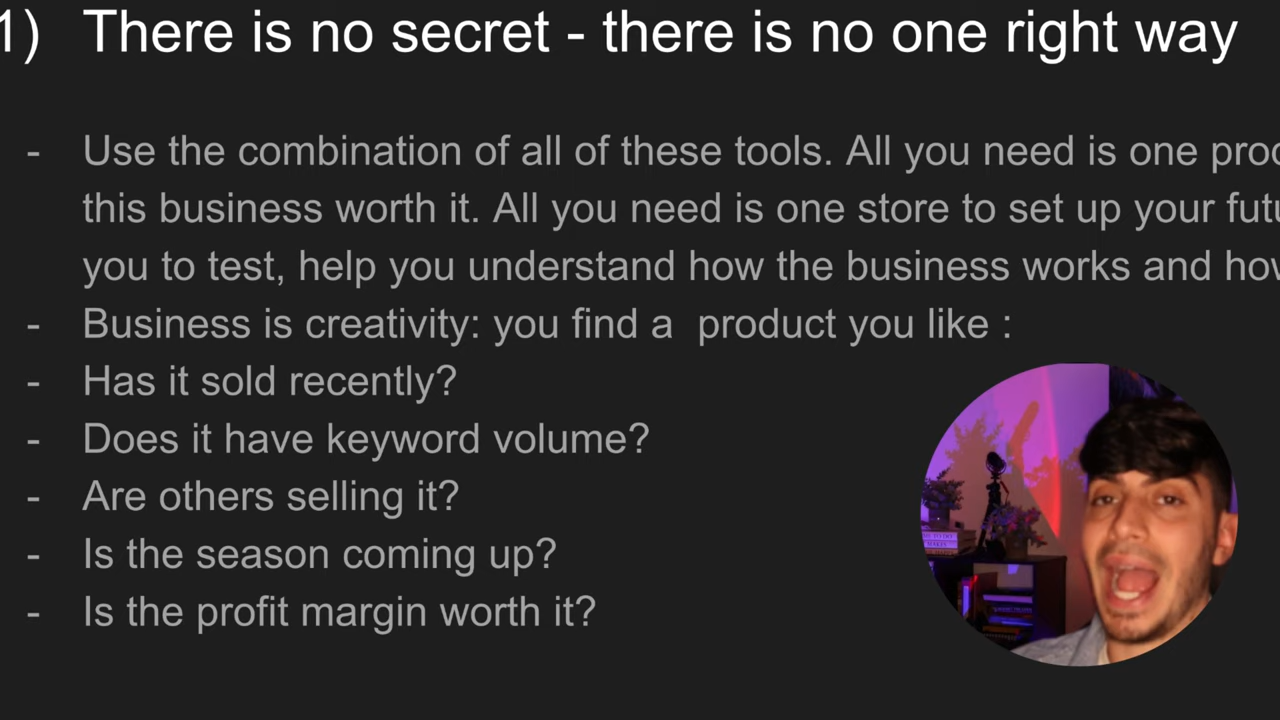 1) There is no secret - there is no one right way
- Use the combination of all of these tools. All you need is one
this business worth it. All you need is one store to set up your
you to test, help you understand how the business works and
- Business is creativity: you find a  product you like :
- Has it sold recently?
- Does it have keyword volume?
- Are others selling it?
- Is the season coming up?
- Is the profit margin worth it?